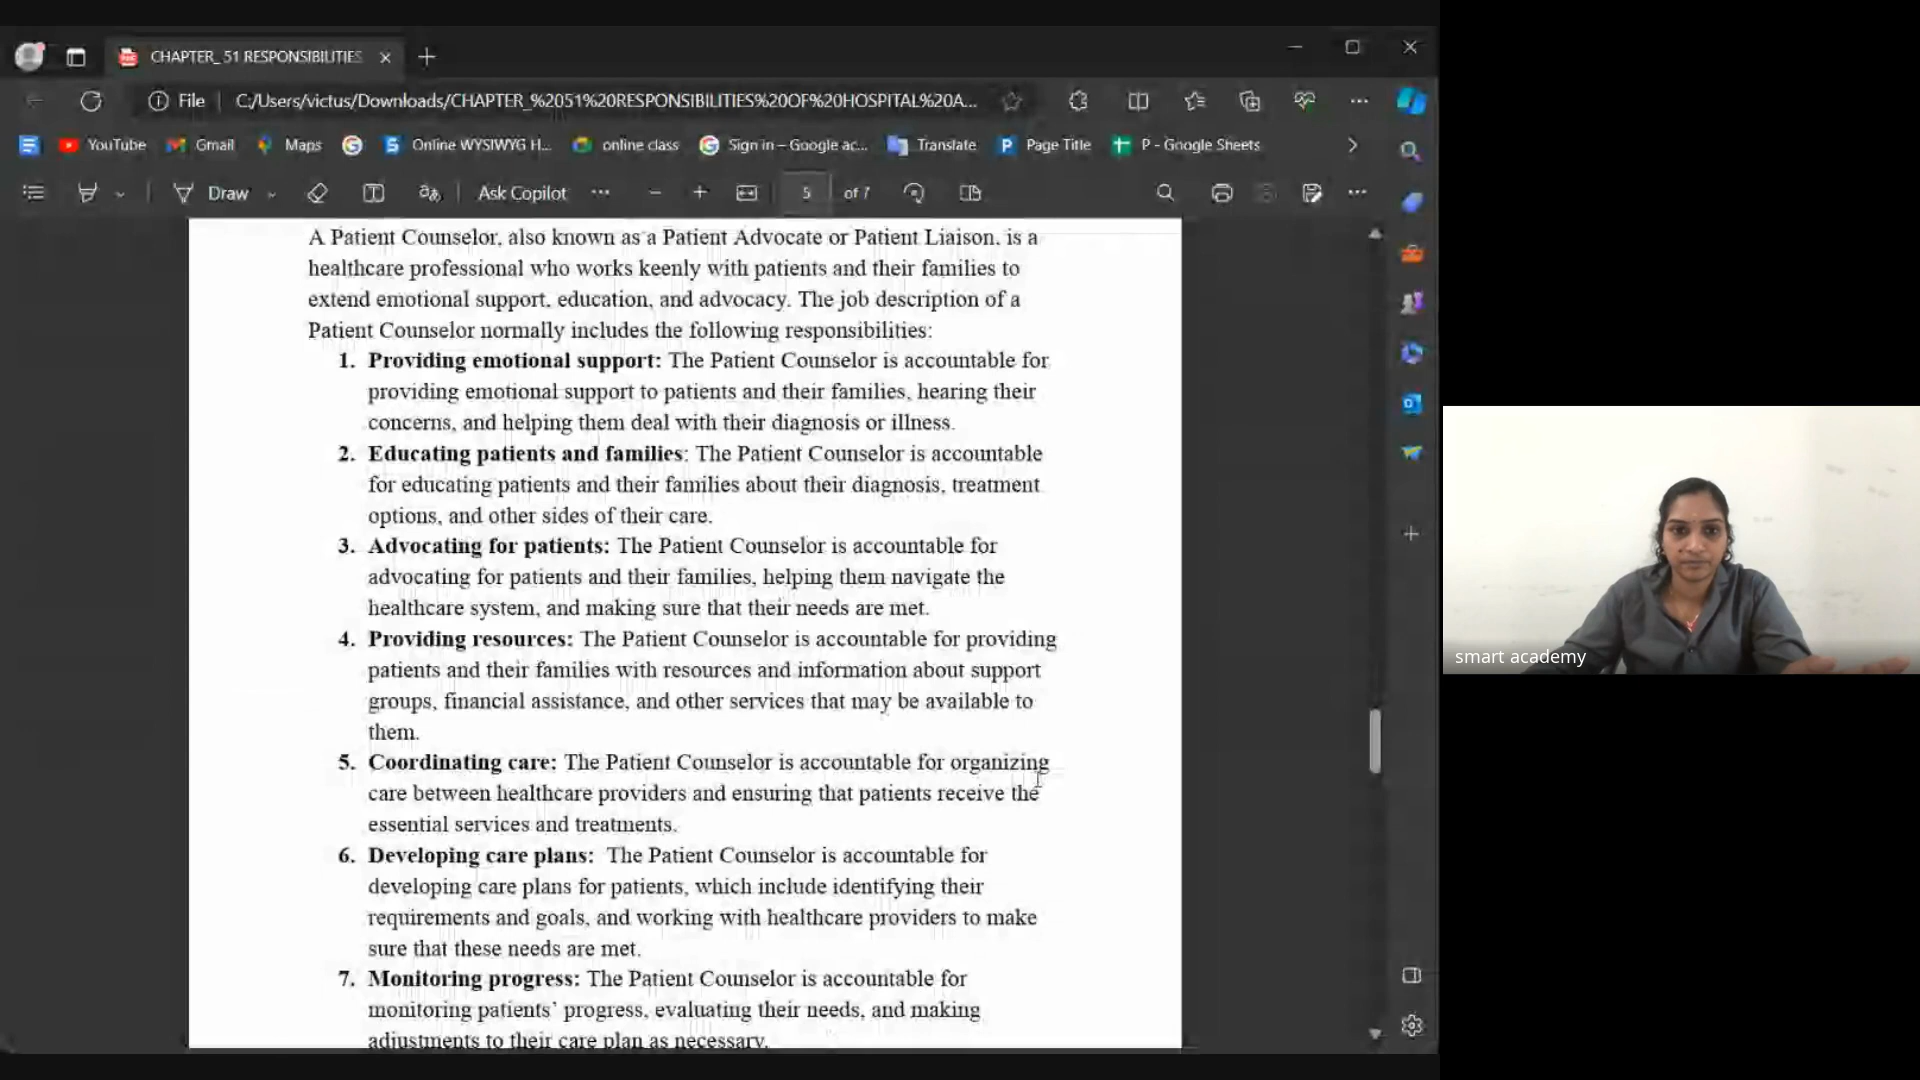 CHAPTER_ 51 RESPONSIBILITIES
File
C:/Users/victus/Downloads/CHAPTER_%2051%20RESPONSIBILITIES%20OF%20HOSPITAL%20A...
YouTube Gmail Maps Online WYSIWYG H... online class Sign in – Google ac... Translate Page Title P - Google Sheets
Draw Ask Copilot 5 of 7
A Patient Counselor, also known as a Patient Advocate or Patient Liaison, is a
healthcare professional who works keenly with patients and their families to
extend emotional support, education, and advocacy. The job description of a
Patient Counselor normally includes the following responsibilities:
1. Providing emotional support: The Patient Counselor is accountable for
providing emotional support to patients and their families, hearing their
concerns, and helping them deal with their diagnosis or illness.
2. Educating patients and families: The Patient Counselor is accountable
for educating patients and their families about their diagnosis, treatment
options, and other sides of their care.
3. Advocating for patients: The Patient Counselor is accountable for
advocating for patients and their families, helping them navigate the
healthcare system, and making sure that their needs are met.
4. Providing resources: The Patient Counselor is accountable for providing
patients and their families with resources and information about support
groups, financial assistance, and other services that may be available to
them.
5. Coordinating care: The Patient Counselor is accountable for organizing
care between healthcare providers and ensuring that patients receive the
essential services and treatments.
6. Developing care plans: The Patient Counselor is accountable for
developing care plans for patients, which include identifying their
requirements and goals, and working with healthcare providers to make
sure that these needs are met.
7. Monitoring progress: The Patient Counselor is accountable for
monitoring patients' progress, evaluating their needs, and making
adjustments to their care plan as necessary.
smart academy